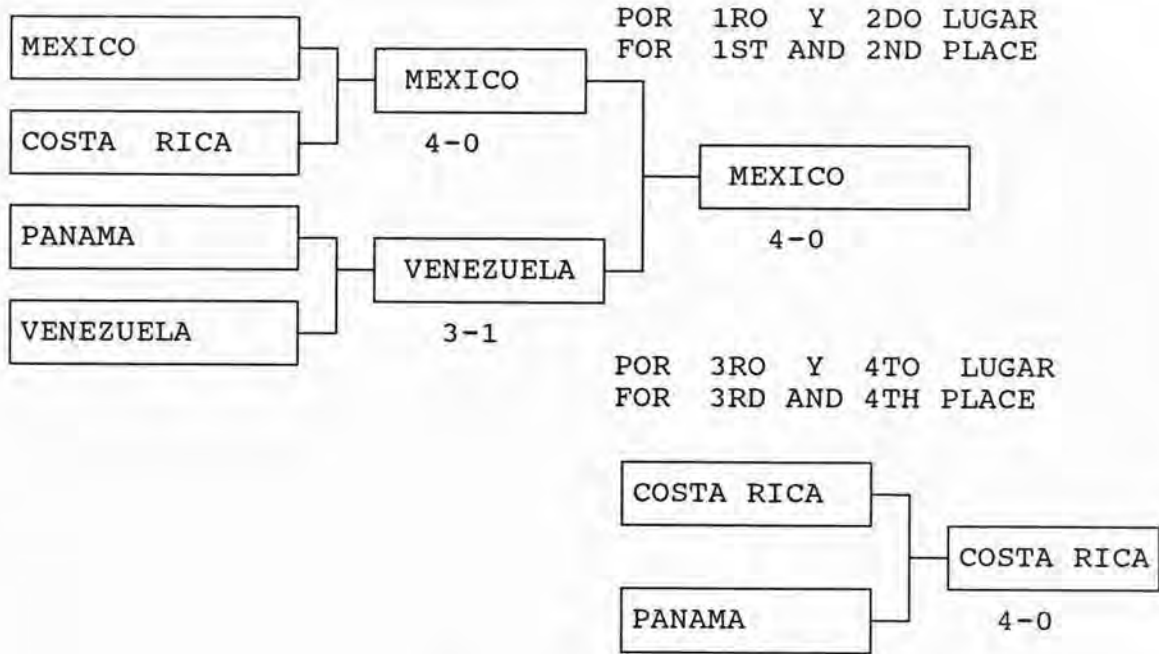 POR 1RO Y 2DO LUGAR
FOR 1ST AND 2ND PLACE
MEXICO
COSTA RICA
PANAMA
VENEZUELA
MEXICO
4-0
VENEZUELA
3-1
MEXICO
4-0
POR 3RO Y 4TO LUGAR
FOR 3RD AND 4TH PLACE
COSTA RICA
PANAMA
COSTA RICA
4-0